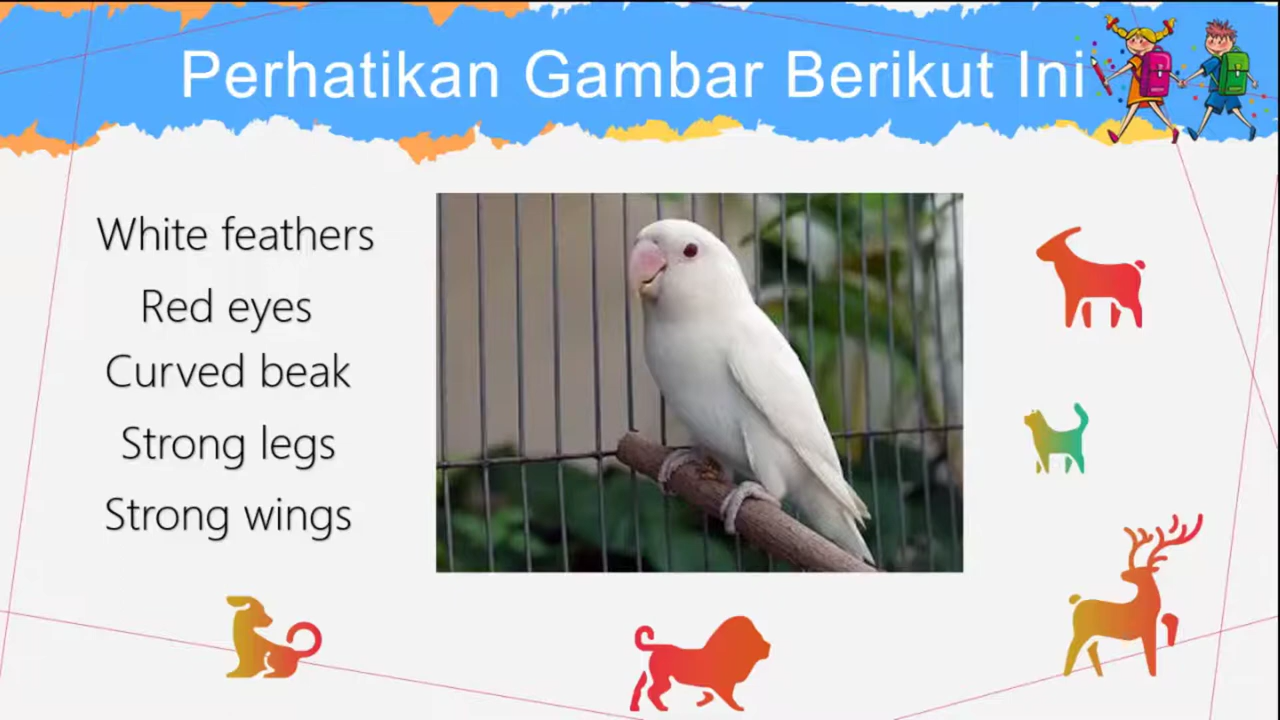 Perhatikan Gambar Berikut Ini
White feathers
Red eyes
Curved beak
Strong legs
Strong wings